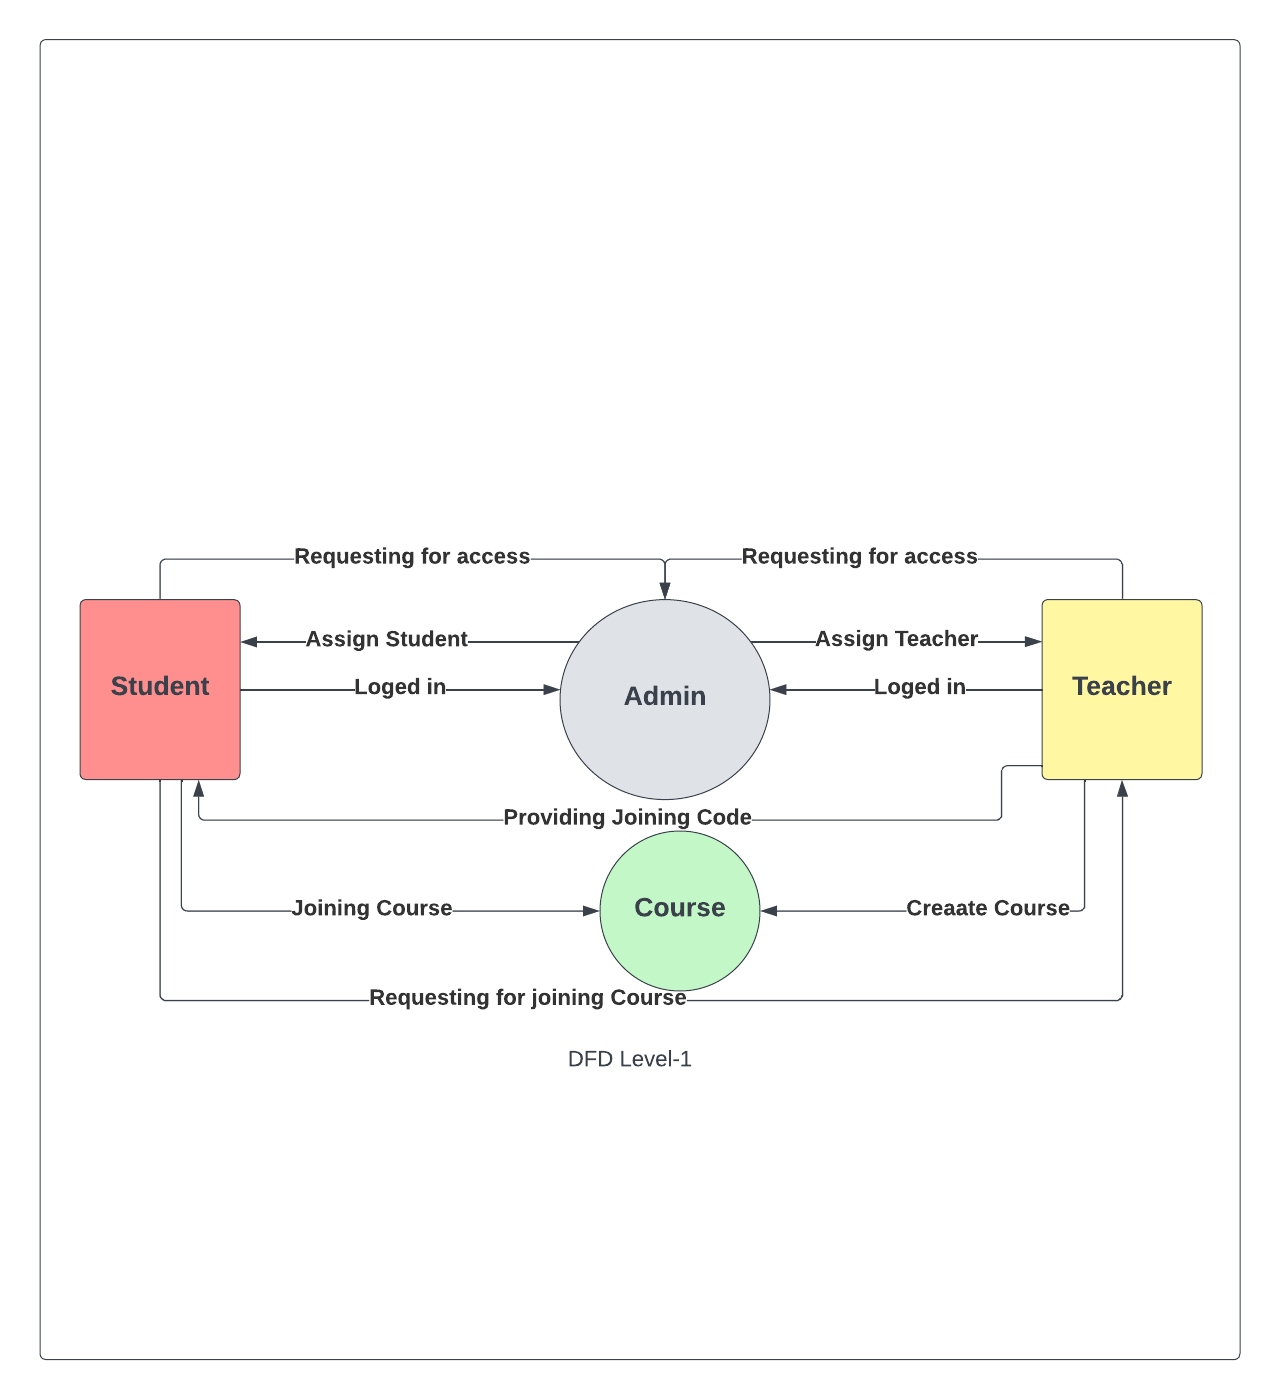 Requesting for access
Requesting for access
Assign Student
Assign Teacher
Student
Loged in
Admin
Loged in
Teacher
Providing Joining Code
Joining Course
Course
Creaate Course
Requesting for joining Course
DFD Level-1